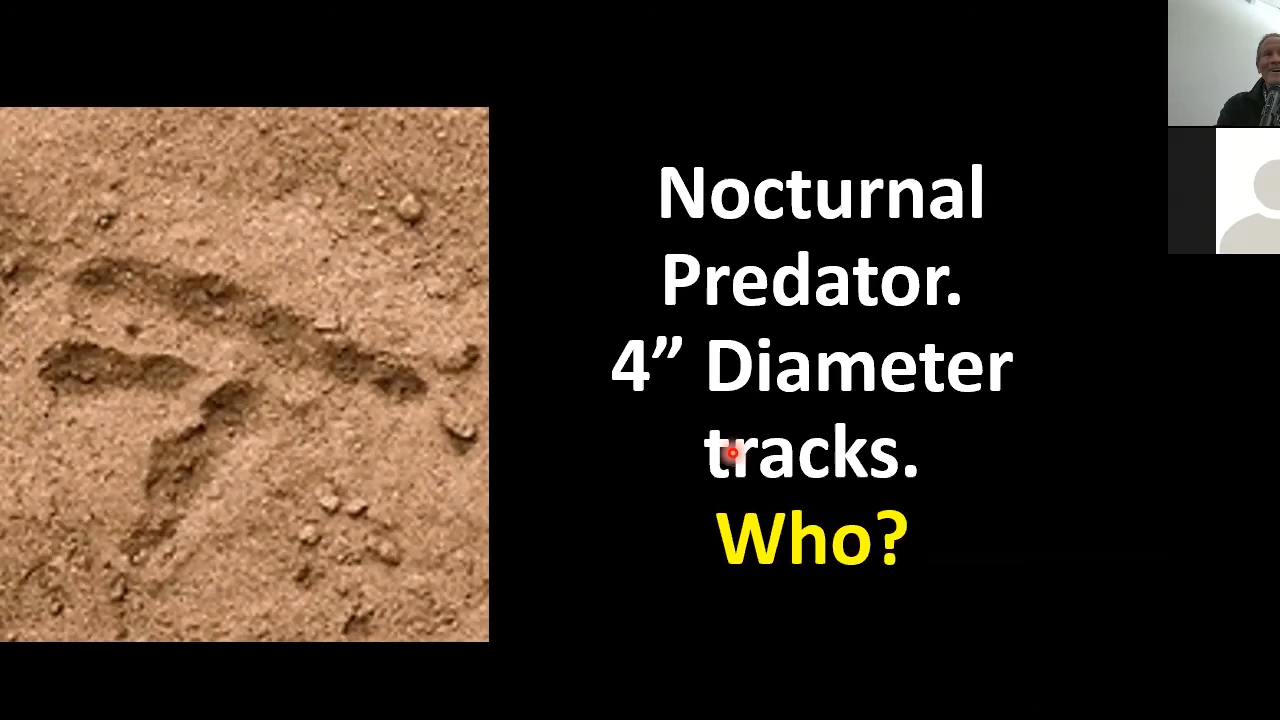 Nocturnal
Predator.
4” Diameter
tracks.
Who?